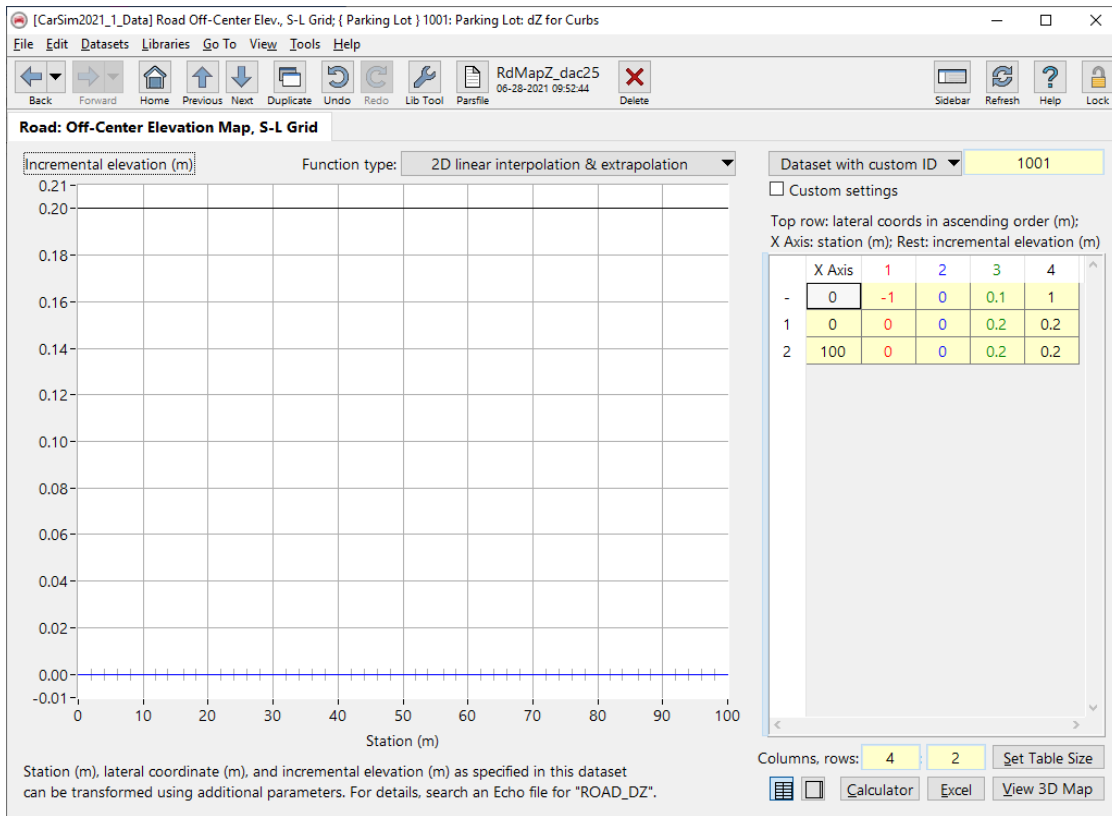 [CarSim2021_1_Data] Road Off-Center Elev., S-L Grid; { Parking Lot } 1001: Parking Lot: dZ for Curbs
File Edit Datasets Libraries Go To View Tools Help
RdMapZ_dac25
06-28-2021 09:52:44
Back Forward Home Previous Next Duplicate Undo Redo Lib Tool Parsfile Delete Sidebar Refresh Help Lock
Road: Off-Center Elevation Map, S-L Grid
Incremental elevation (m) Function type: 2D linear interpolation & extrapolation Dataset with custom ID 1001
Custom settings
Top row: lateral coords in ascending order (m);
X Axis: station (m); Rest: incremental elevation (m)
X Axis 1 2 3 4
- 0 -1 0 0.1 1
1 0 0 0 0.2 0.2
2 100 0 0 0.2 0.2
0.21
0.20
0.18
0.16
0.14
0.12
0.10
0.08
0.06
0.04
0.02
0.00
-0.01
0 10 20 30 40 50 60 70 80 90 100
Station (m)
Columns, rows: 4 : 2 Set Table Size
Station (m), lateral coordinate (m), and incremental elevation (m) as specified in this dataset
can be transformed using additional parameters. For details, search an Echo file for "ROAD_DZ".
Calculator Excel View 3D Map